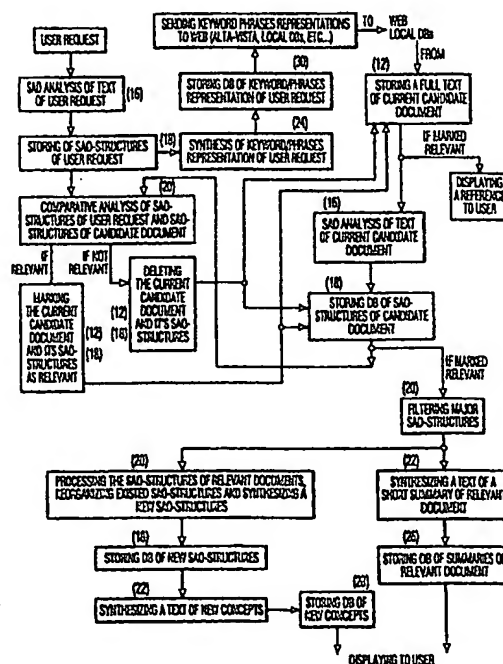 USER REQUEST
SAO ANALYSIS OF TEXT
OF USER REQUEST
(16)
STORING OF SAO-STRUCTURES
OF USER REQUEST
(18)
SENDING KEYWORD PHRASES REPRESENTATIONS
TO WEB (ALTA-VISTA, LOCAL DBs, ETC...)
TO
WEB
LOCAL DBs
FROM
(30)
STORING DB OF KEYWORD/PHRASES
REPRESENTATION OF USER REQUEST
(24)
SYNTHESIS OF KEYWORD/PHRASES
REPRESENTATION OF USER REQUEST
(12)
STORING A FULL TEXT
OF CURRENT CANDIDATE
DOCUMENT
IF MARKED
RELEVANT
DISPLAYING
A REFERENCE
TO USER
(20)
COMPARATIVE ANALYSIS OF SAO-
STRUCTURES OF USER REQUEST AND SAO-
STRUCTURES OF CANDIDATE DOCUMENT
IF
RELEVANT
IF NOT
RELEVANT
MARKING
THE CURRENT
CANDIDATE
DOCUMENT
AND ITS SAO-
STRUCTURES
AS RELEVANT
(12)
(18)
DELETING
THE CURRENT
CANDIDATE
DOCUMENT
AND IT'S SAO-
STRUCTURES
(12)
(18)
(16)
SAO ANALYSIS OF TEXT
OF CURRENT CANDIDATE
DOCUMENT
(18)
STORING DB OF SAO-
STRUCTURES OF CANDIDATE
DOCUMENT
IF MARKED
RELEVANT
(20)
FILTERING MAJOR
SAO-STRUCTURES
(20)
PROCESSING THE SAO-STRUCTURES OF RELEVANT DOCUMENTS,
REORGANIZING EXISTED SAO-STRUCTURES AND SYNTHESIZING A
NEW SAO-STRUCTURES
(18)
STORING DB OF NEW SAO-STRUCTURES
(22)
SYNTHESIZING A TEXT OF NEW CONCEPTS
STORING DB
OF NEW
CONCEPTS
(22)
SYNTHESIZING A TEXT OF A
SHORT SUMMARY OF RELEVANT
DOCUMENT
(26)
STORING DB OF SUMMARIES OF
RELEVANT DOCUMENT
DISPLAYING TO USER